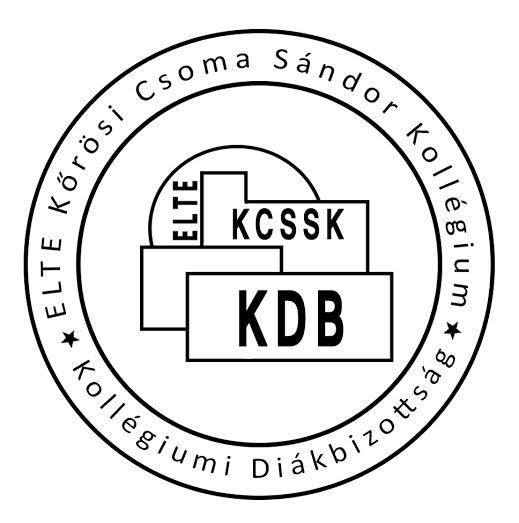 ELTE Kőrösi Csoma Sándor Kollégium
ELTE
KCSSK
KDB
★ Kollégiumi Diákbizottság ★